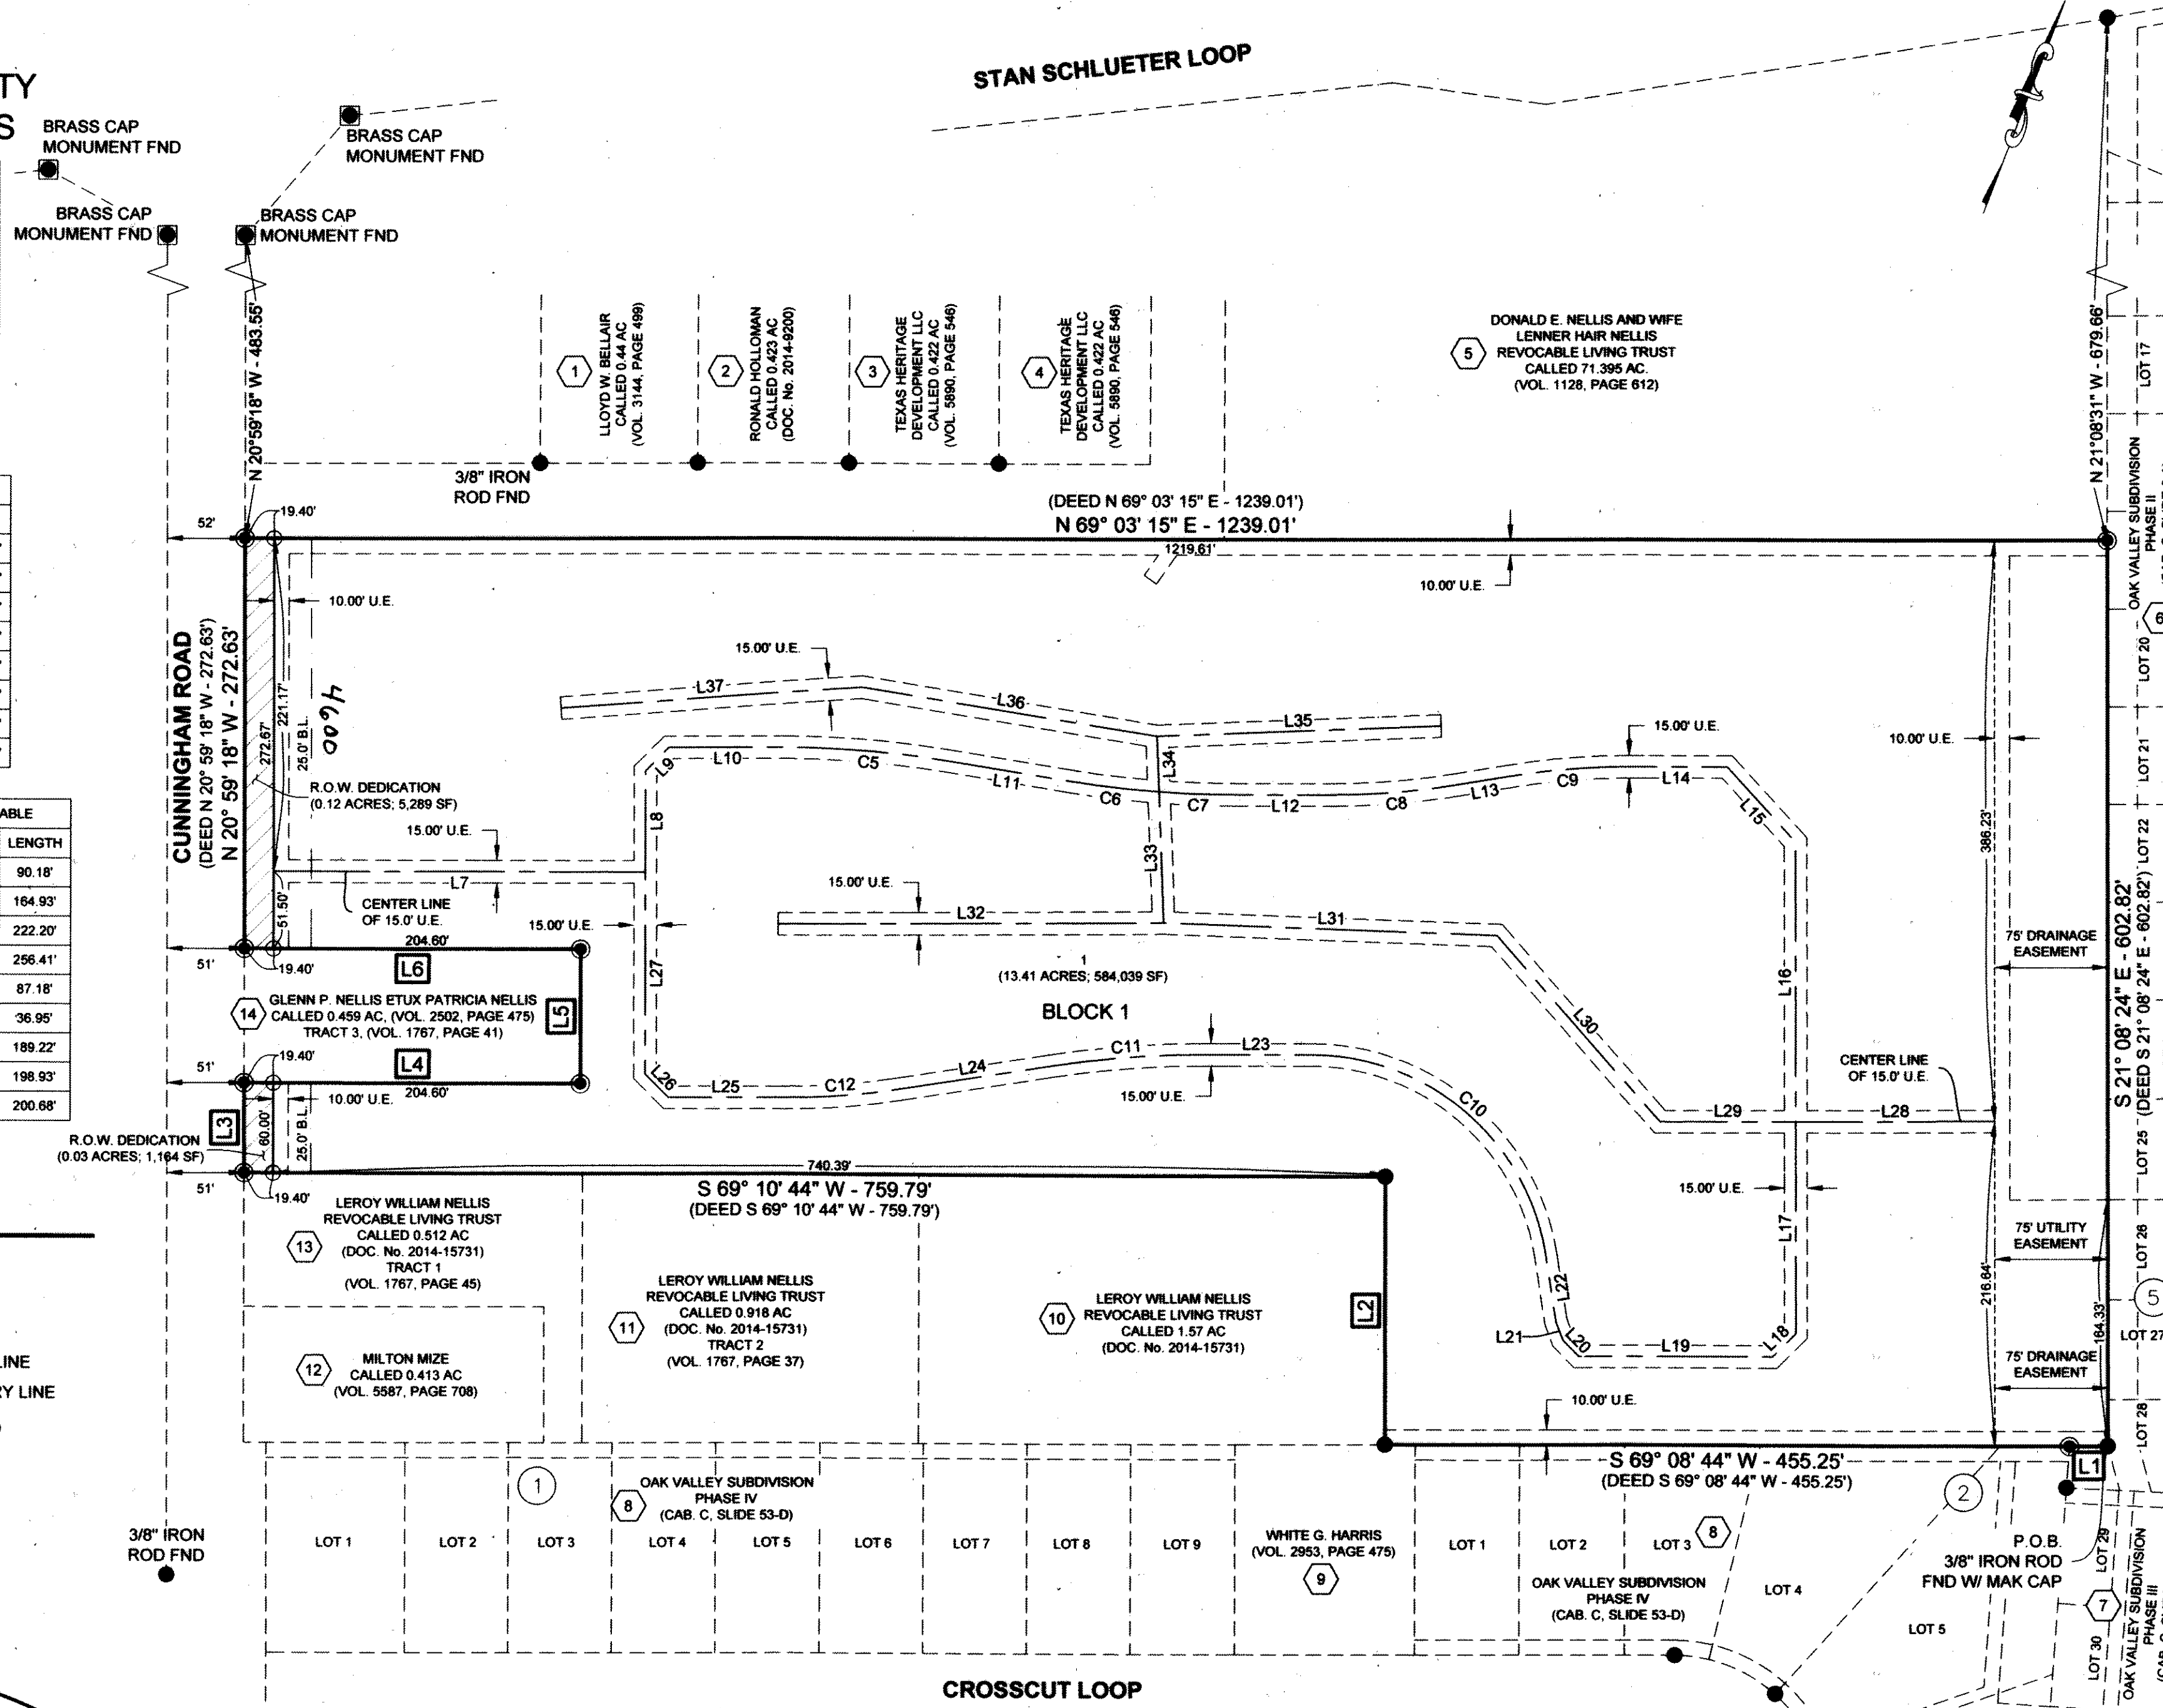 STAN SCHLUETER LOOP
TY
S
BRASS CAP
MONUMENT FND
BRASS CAP
MONUMENT FND
BRASS CAP
MONUMENT FND
BRASS CAP
MONUMENT FND
N 20°59'18" W - 483.55'
N 21°08'31" W - 679.66'
1
LLOYD W. BELLAIR
CALLED 0.44 AC
(VOL. 3144, PAGE 499)
2
RONALD HOLLOMAN
CALLED 0.423 AC
(DOC. No. 2014-9200)
3
TEXAS HERITAGE
DEVELOPMENT LLC
CALLED 0.422 AC
(VOL. 5890, PAGE 546)
4
TEXAS HERITAGE
DEVELOPMENT LLC
CALLED 0.422 AC
(VOL. 5890, PAGE 546)
5
DONALD E. NELLIS AND WIFE
LENNER HAIR NELLIS
REVOCABLE LIVING TRUST
CALLED 71.395 AC.
(VOL. 1128, PAGE 612)
LOT 17
OAK VALLEY SUBDIVISION
PHASE II
6
3/8" IRON
ROD FND
(DEED N 69° 03' 15" E - 1239.01')
N 69° 03' 15" E - 1239.01'
1219.61'
52'
19.40'
10.00' U.E.
10.00' U.E.
CUNNINGHAM ROAD
(DEED N 20° 59' 18" W - 272.63')
N 20° 59' 18" W - 272.63'
272.67'
221.17'
25.0' B.L.
4600
R.O.W. DEDICATION
(0.12 ACRES; 5,289 SF)
15.00' U.E.
L37
L36
L35
L34
15.00' U.E.
10.00' U.E.
L9
L10
C5
L11
C6
C7
L12
C8
L13
C9
L14
L15
L8
15.00' U.E.
L7
CENTER LINE
OF 15.0' U.E.
51.50'
15.00' U.E.
L33
15.00' U.E.
L32
L31
L27
L16
386.23'
LOT 20
LOT 21
LOT 22
S 21° 08' 24" E - 602.82'
(DEED S 21° 08' 24" E - 602.82')
75' DRAINAGE
EASEMENT
ABLE
LENGTH
90.18'
164.93'
222.20'
256.41'
87.18'
36.95'
189.22'
198.93'
200.68'
204.60'
51'
19.40'
L6
14
GLENN P. NELLIS ETUX PATRICIA NELLIS
CALLED 0.459 AC, (VOL. 2502, PAGE 475)
TRACT 3, (VOL. 1767, PAGE 41)
L5
L4
51'
19.40'
204.60'
1
(13.41 ACRES; 584,039 SF)
BLOCK 1
L30
L26
L25
C12
L24
C11
L23
15.00' U.E.
C10
CENTER LINE
OF 15.0' U.E.
L29
L28
LOT 25
10.00' U.E.
L3
60.00'
25.0' B.L.
R.O.W. DEDICATION
(0.03 ACRES; 1,164 SF)
51'
19.40'
740.39'
S 69° 10' 44" W - 759.79'
(DEED S 69° 10' 44" W - 759.79')
15.00' U.E.
L17
75' UTILITY
EASEMENT
LOT 26
216.64'
164.33'
5
LOT 27
13
LEROY WILLIAM NELLIS
REVOCABLE LIVING TRUST
CALLED 0.512 AC
(DOC. No. 2014-15731)
TRACT 1
(VOL. 1767, PAGE 45)
11
LEROY WILLIAM NELLIS
REVOCABLE LIVING TRUST
CALLED 0.918 AC
(DOC. No. 2014-15731)
TRACT 2
(VOL. 1767, PAGE 37)
10
LEROY WILLIAM NELLIS
REVOCABLE LIVING TRUST
CALLED 1.57 AC
(DOC. No. 2014-15731)
L2
L22
L21
L20
L19
L18
75' DRAINAGE
EASEMENT
12
MILTON MIZE
CALLED 0.413 AC
(VOL. 5587, PAGE 708)
LINE
Y LINE
10.00' U.E.
LOT 28
S 69° 08' 44" W - 455.25'
(DEED S 69° 08' 44" W - 455.25')
L1
1
8
OAK VALLEY SUBDIVISION
PHASE IV
(CAB. C, SLIDE 53-D)
2
3/8" IRON
ROD FND
LOT 1
LOT 2
LOT 3
LOT 4
LOT 5
LOT 6
LOT 7
LOT 8
LOT 9
WHITE G. HARRIS
(VOL. 2953, PAGE 475)
9
LOT 1
LOT 2
LOT 3
8
OAK VALLEY SUBDIVISION
PHASE IV
(CAB. C, SLIDE 53-D)
LOT 4
LOT 5
P.O.B.
3/8" IRON ROD
FND W/ MAK CAP
LOT 29
7
LOT 30
OAK VALLEY SUBDIVISION
PHASE III
CROSSCUT LOOP